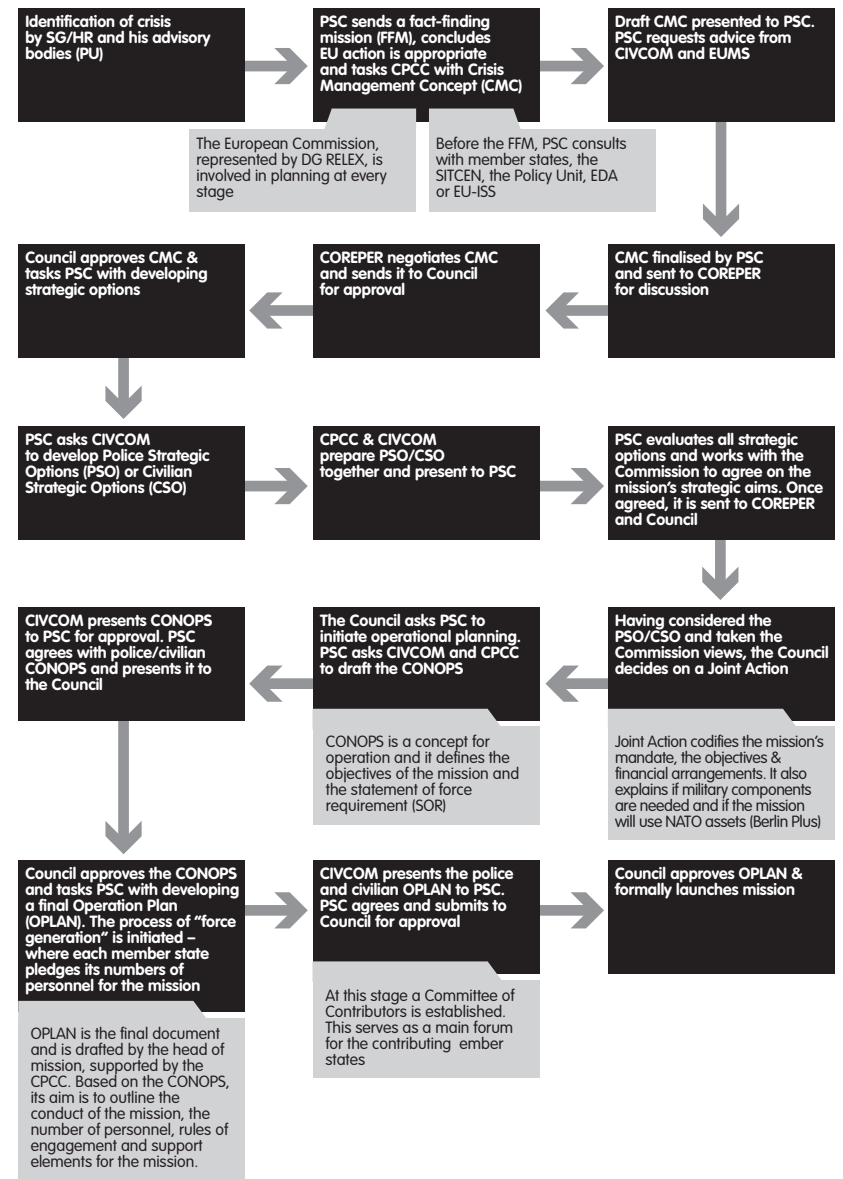 Identification of crisis
by SG/HR and his advisory
bodies (PU)
PSC sends a fact-finding
mission (FFM), concludes
EU action is appropriate
and tasks CPCC with Crisis
Management Concept (CMC)
Draft CMC presented to PSC.
PSC requests advice from
CIVCOM and EUMS
The European Commission,
represented by DG RELEX, is
involved in planning at every
stage
Before the FFM, PSC consults
with member states, the
SITCEN, the Policy Unit, EDA
or EU-ISS
CMC finalised by PSC
and sent to COREPER
for discussion
COREPER negotiates CMC
and sends it to Council
for approval
Council approves CMC &
tasks PSC with developing
strategic options
PSC asks CIVCOM
to develop Police Strategic
Options (PSO) or Civilian
Strategic Options (CSO)
CPCC & CIVCOM
prepare PSO/CSO
together and present to PSC
PSC evaluates all strategic
options and works with the
Commission to agree on the
mission's strategic aims. Once
agreed, it is sent to COREPER
and Council
Having considered the
PSO/CSO and taken the
Commission views, the Council
decides on a Joint Action
Joint Action codifies the mission's
mandate, the objectives &
financial arrangements. It also
explains if military components
are needed and if the mission
will use NATO assets (Berlin Plus)
The Council asks PSC to
initiate operational planning.
PSC asks CIVCOM and CPCC
to draft the CONOPS
CONOPS is a concept for
operation and it defines the
objectives of the mission and
the statement of force
requirement (SOR)
CIVCOM presents CONOPS
to PSC for approval. PSC
agrees with police/civilian
CONOPS and presents it to
the Council
Council approves the CONOPS
and tasks PSC with developing
a final Operation Plan
(OPLAN). The process of "force
generation" is initiated –
where each member state
pledges its numbers of
personnel for the mission
OPLAN is the final document
and is drafted by the head of
mission, supported by the
CPCC. Based on the CONOPS,
its aim is to outline the
conduct of the mission, the
number of personnel, rules of
engagement and support
elements for the mission.
CIVCOM presents the police
and civilian OPLAN to PSC.
PSC agrees and submits to
Council for approval
At this stage a Committee of
Contributors is established.
This serves as a main forum
for the contributing  ember
states
Council approves OPLAN &
formally launches mission